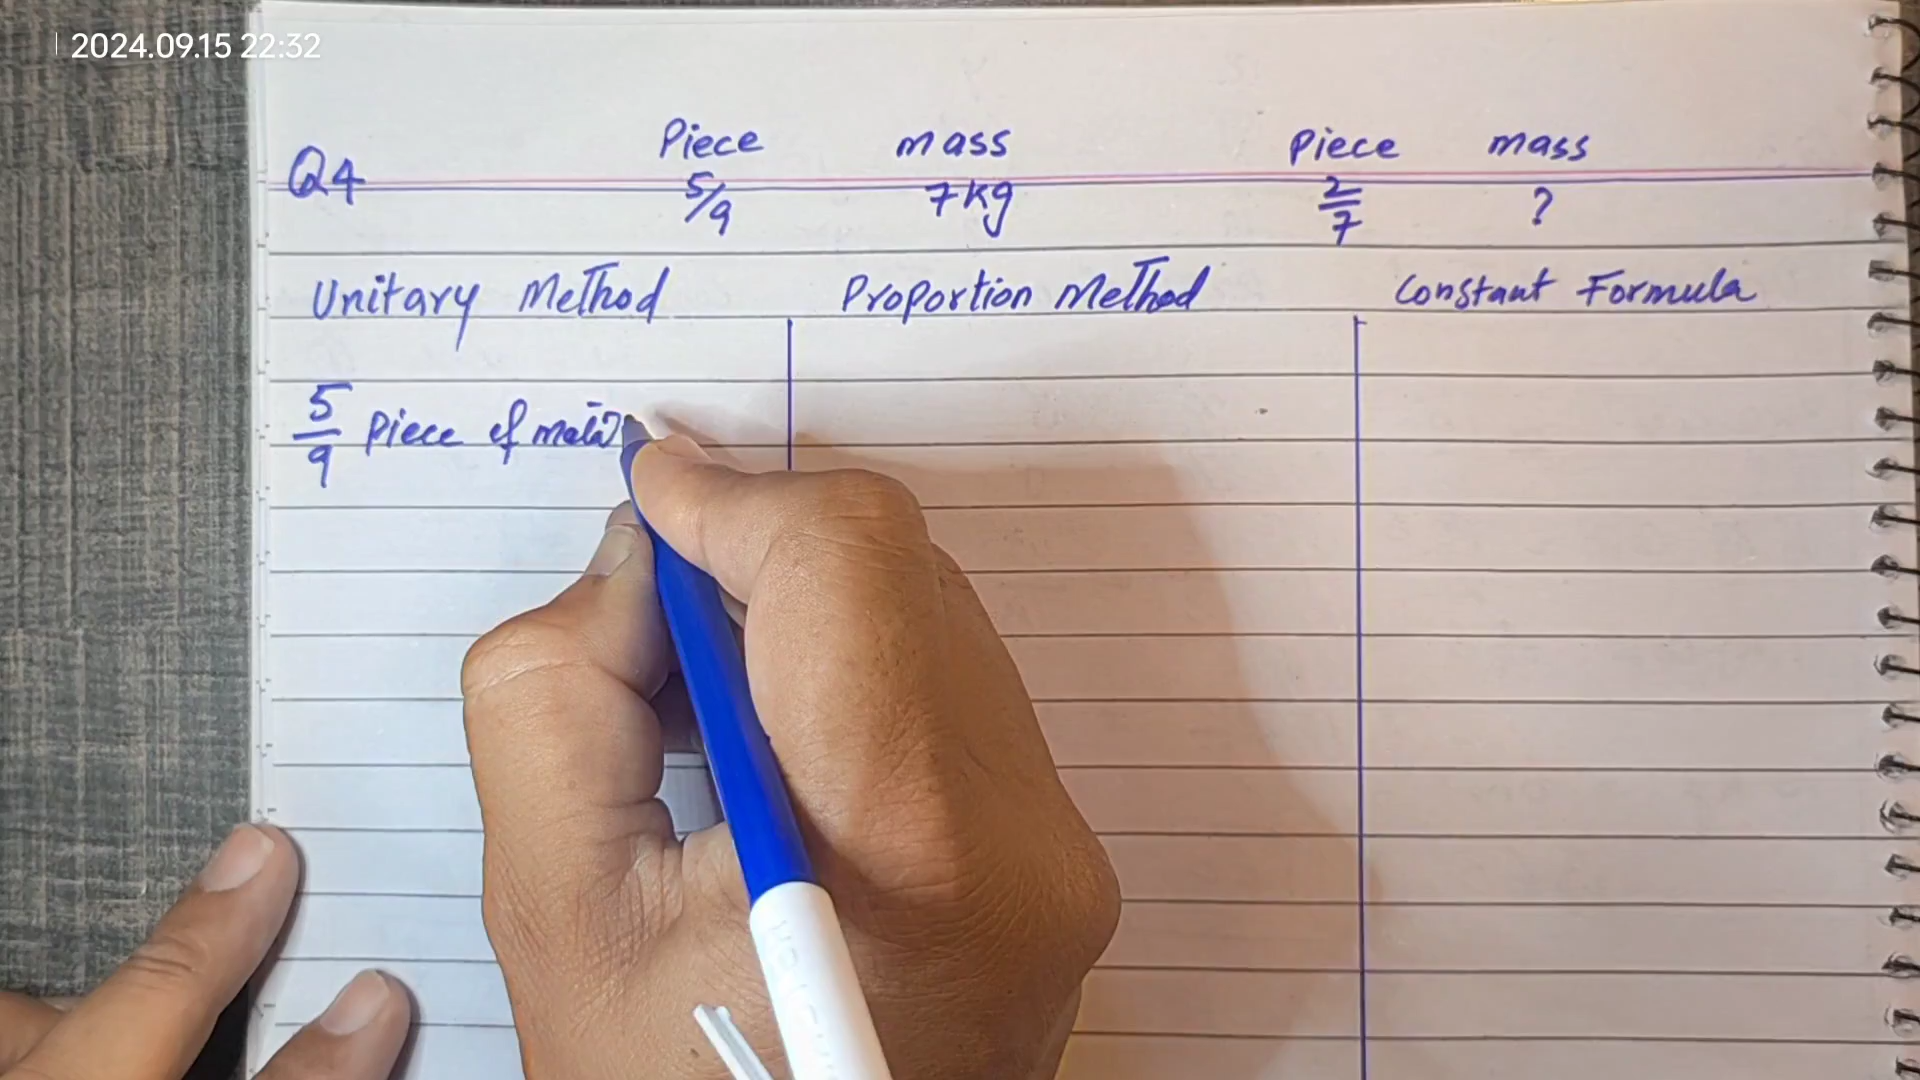 2024.09.15 22:32
Piece mass Piece mass
Q4 5/9 7kg 2/7 ?
Unitary Method Proportion Method Constant Formula
5/9 Piece of